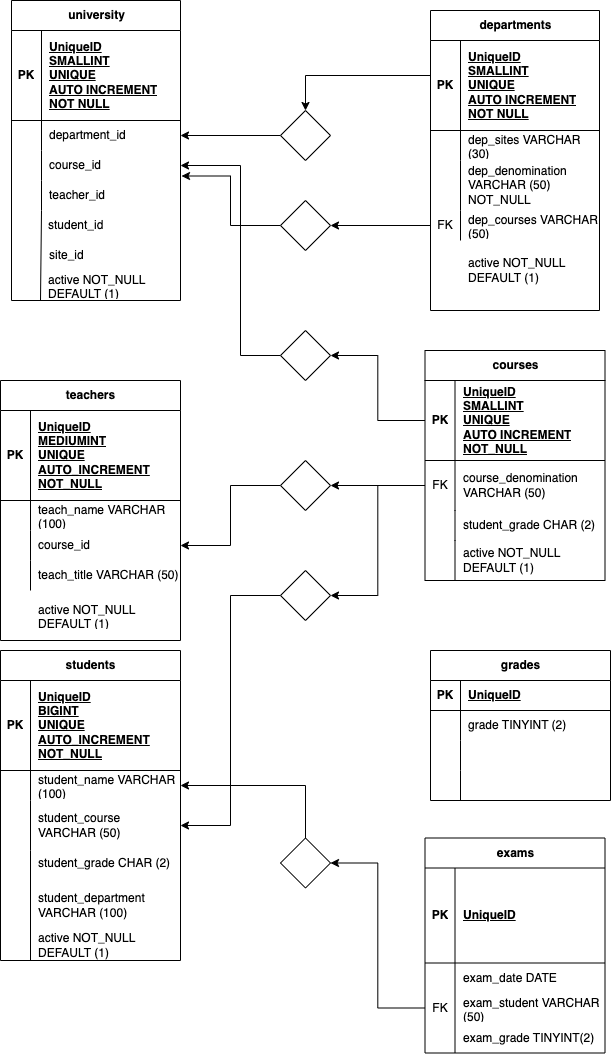 university
PK
UniqueID
SMALLINT
UNIQUE
AUTO INCREMENT
NOT NULL
department_id
course_id
teacher_id
student_id
site_id
active NOT_NULL
DEFAULT (1)
departments
PK
UniqueID
SMALLINT
UNIQUE
AUTO INCREMENT
NOT NULL
dep_sites VARCHAR
(30)
dep_denomination
VARCHAR (50)
NOT_NULL
FK
dep_courses VARCHAR
(50)
active NOT_NULL
DEFAULT (1)
courses
PK
UniqueID
SMALLINT
UNIQUE
AUTO INCREMENT
NOT_NULL
FK
course_denomination
VARCHAR (50)
student_grade CHAR (2)
active NOT_NULL
DEFAULT (1)
teachers
PK
UniqueID
MEDIUMINT
UNIQUE
AUTO_INCREMENT
NOT_NULL
teach_name VARCHAR
(100)
course_id
teach_title VARCHAR (50)
active NOT_NULL
DEFAULT (1)
students
PK
UniqueID
BIGINT
UNIQUE
AUTO_INCREMENT
NOT_NULL
student_name VARCHAR
(100)
student_course
VARCHAR (50)
student_grade CHAR (2)
student_department
VARCHAR (100)
active NOT_NULL
DEFAULT (1)
grades
PK
UniqueID
grade TINYINT (2)
exams
PK
UniqueID
FK
exam_date DATE
exam_student VARCHAR
(50)
exam_grade TINYINT(2)